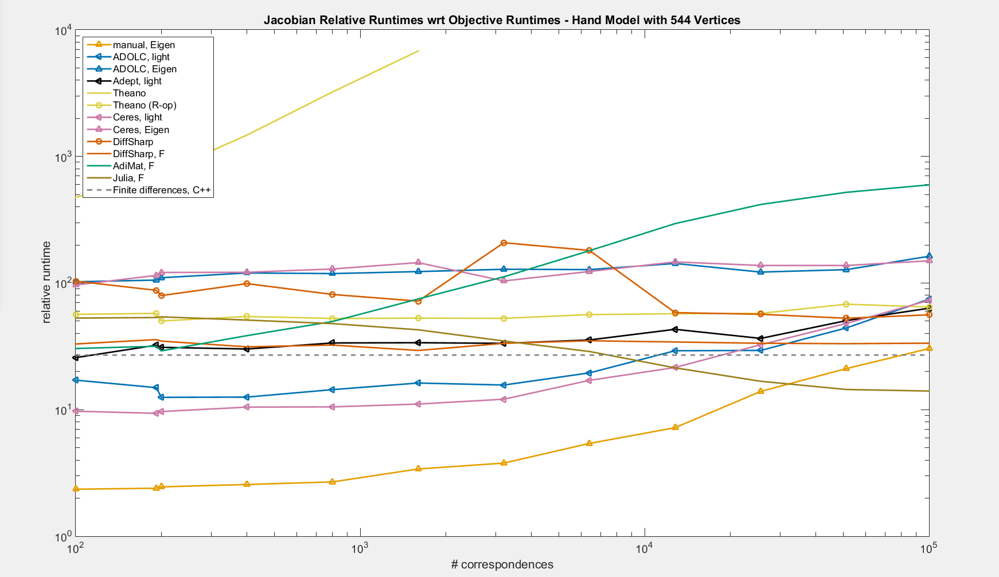 Jacobian Relative Runtimes wrt Objective Runtimes - Hand Model with 544 Vertices
10^4
10^3
10^2
10^1
10^0
relative runtime
manual, Eigen
ADOLC, light
ADOLC, Eigen
Adept, light
Theano
Theano (R-op)
Ceres, light
Ceres, Eigen
DiffSharp
DiffSharp, F
AdiMat, F
Julia, F
Finite differences, C++
10^2 10^3 10^4 10^5
# correspondences